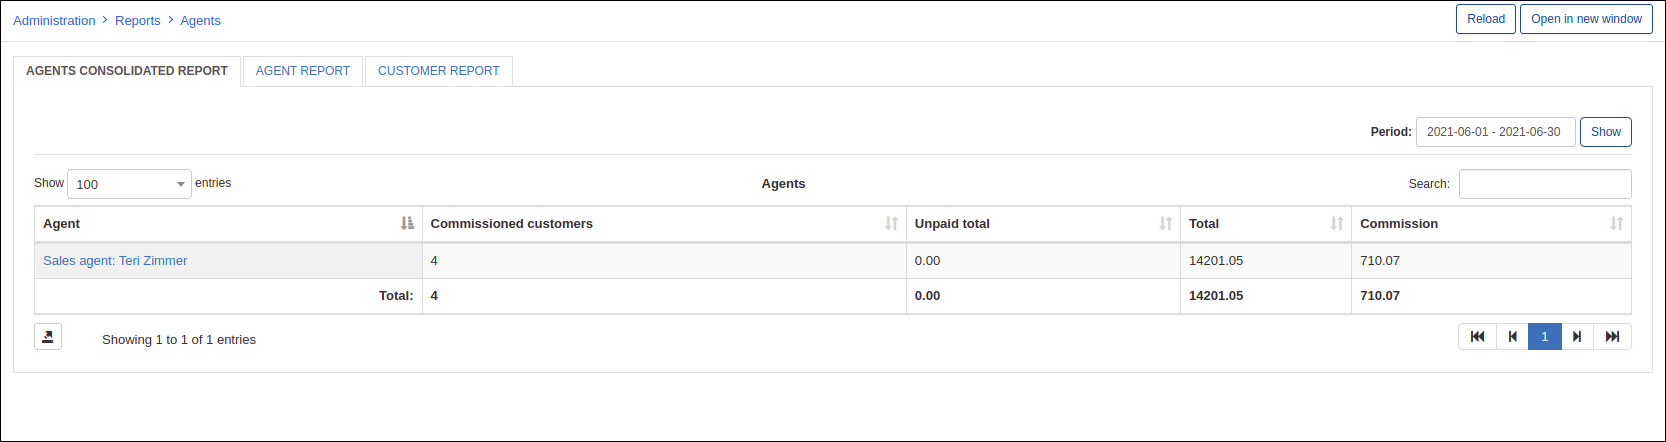 Administration > Reports > Agents Reload Open in new window
AGENTS CONSOLIDATED REPORT AGENT REPORT CUSTOMER REPORT
Period: 2021-06-01 - 2021-06-30 Show
Show 100 entries Agents Search:
Agent Commissioned customers Unpaid total Total Commission
Sales agent: Teri Zimmer 4 0.00 14201.05 710.07
Total: 4 0.00 14201.05 710.07
Showing 1 to 1 of 1 entries 1